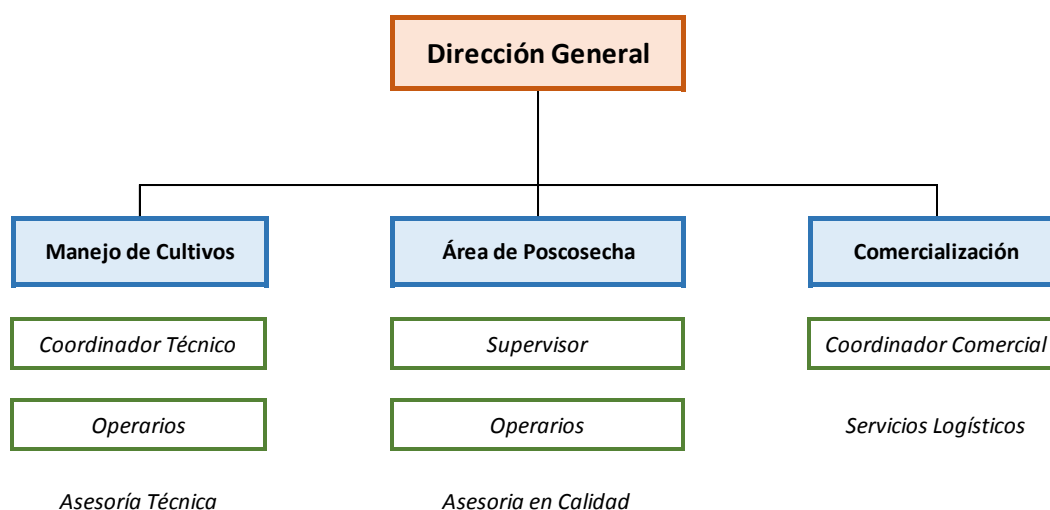 Dirección General
Manejo de Cultivos
Área de Poscosecha
Comercialización
Coordinador Técnico
Supervisor
Coordinador Comercial
Operarios
Operarios
Servicios Logísticos
Asesoría Técnica
Asesoria en Calidad